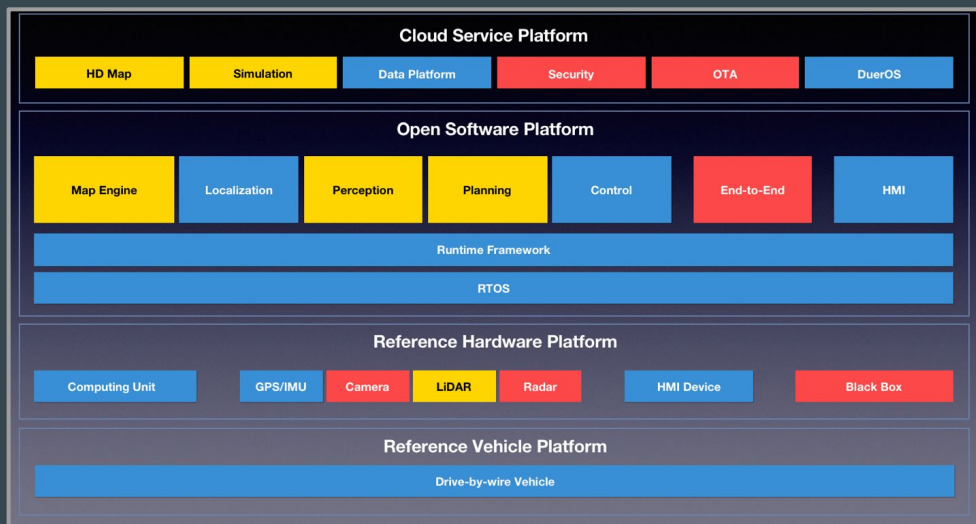 Cloud Service Platform
HD Map Simulation Data Platform Security OTA DuerOS
Open Software Platform
Map Engine Localization Perception Planning Control End-to-End HMI
Runtime Framework
RTOS
Reference Hardware Platform
Computing Unit GPS/IMU Camera LiDAR Radar HMI Device Black Box
Reference Vehicle Platform
Drive-by-wire Vehicle